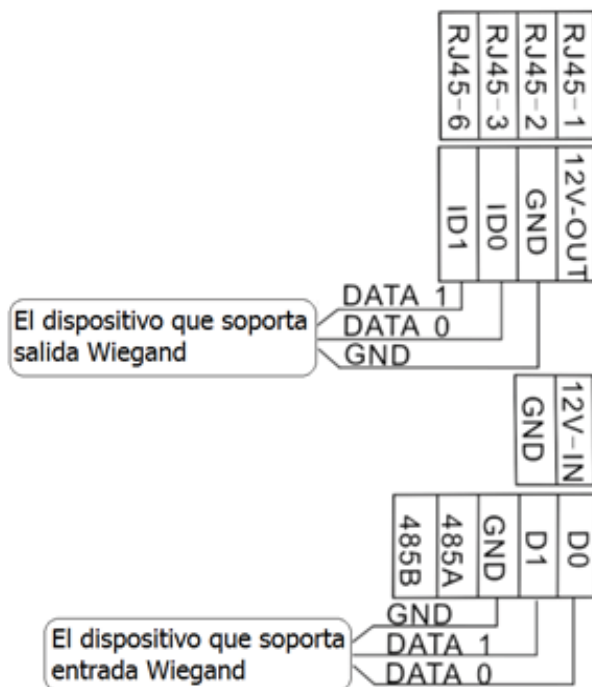 RJ45-6 RJ45-3 RJ45-2 RJ45-1
ID1 ID0 GND 12V-OUT
DATA 1
DATA 0
GND
El dispositivo que soporta
salida Wiegand
GND 12V-IN
485B 485A GND D1 D0
GND
DATA 1
DATA 0
El dispositivo que soporta
entrada Wiegand